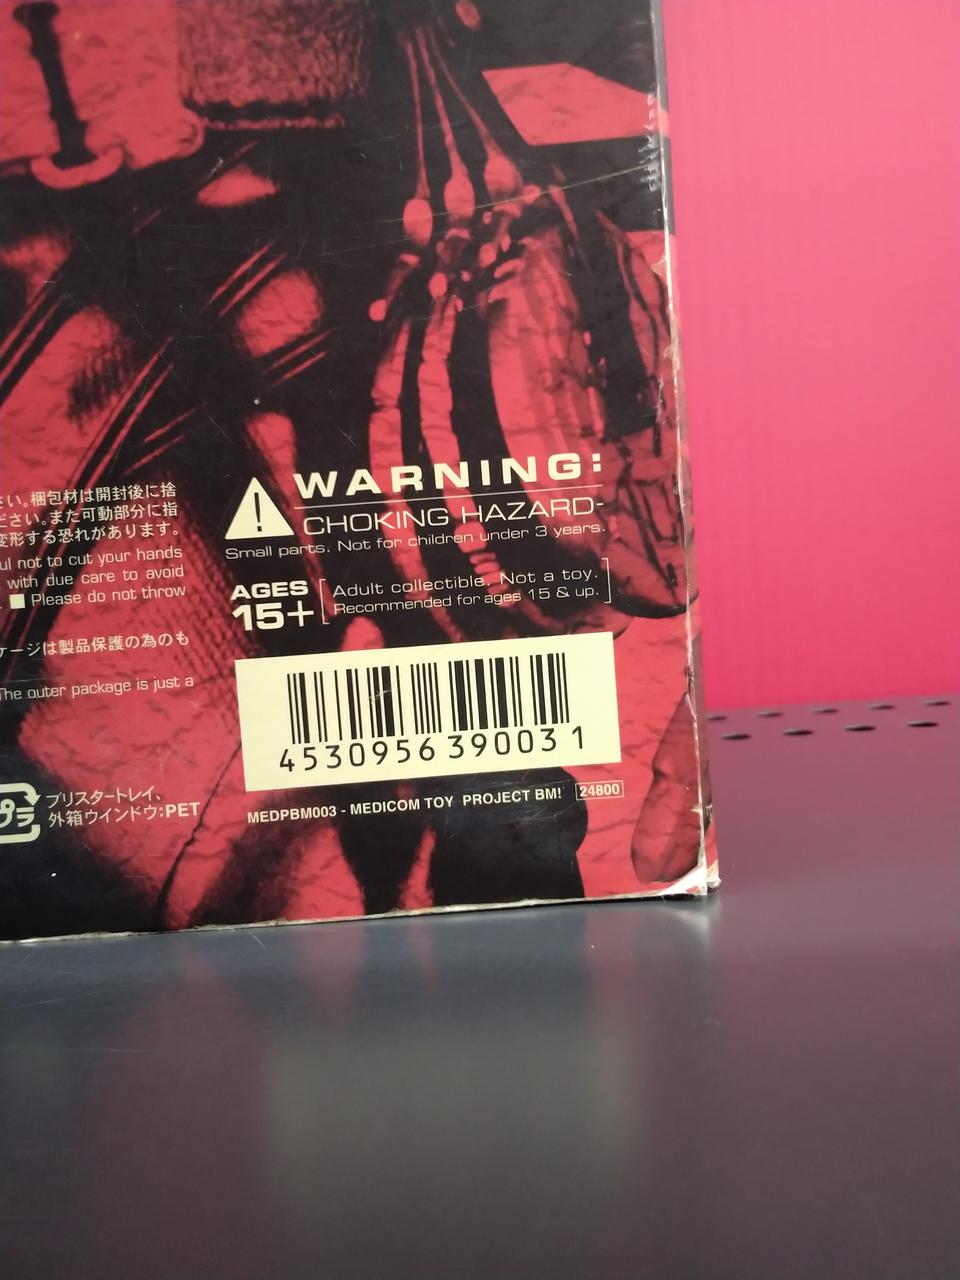 さい。梱包材は開封後に捨
ださい。また可動部分に指
変形する恐れがあります。
not to cut your hands
with due care to avoid
■ Please do not throw
ケージは製品保護の為のも
The outer package is just a
プラ
ブリスタートレイ、
外箱ウインドウ:PET
WARNING:
CHOKING HAZARD-
Small parts. Not for children under 3 years.
AGES
15+
Adult collectible. Not a toy.
Recommended for ages 15 & up.
4530956390031
MEDPBM003 - MEDICOM TOY PROJECT BM! 24800